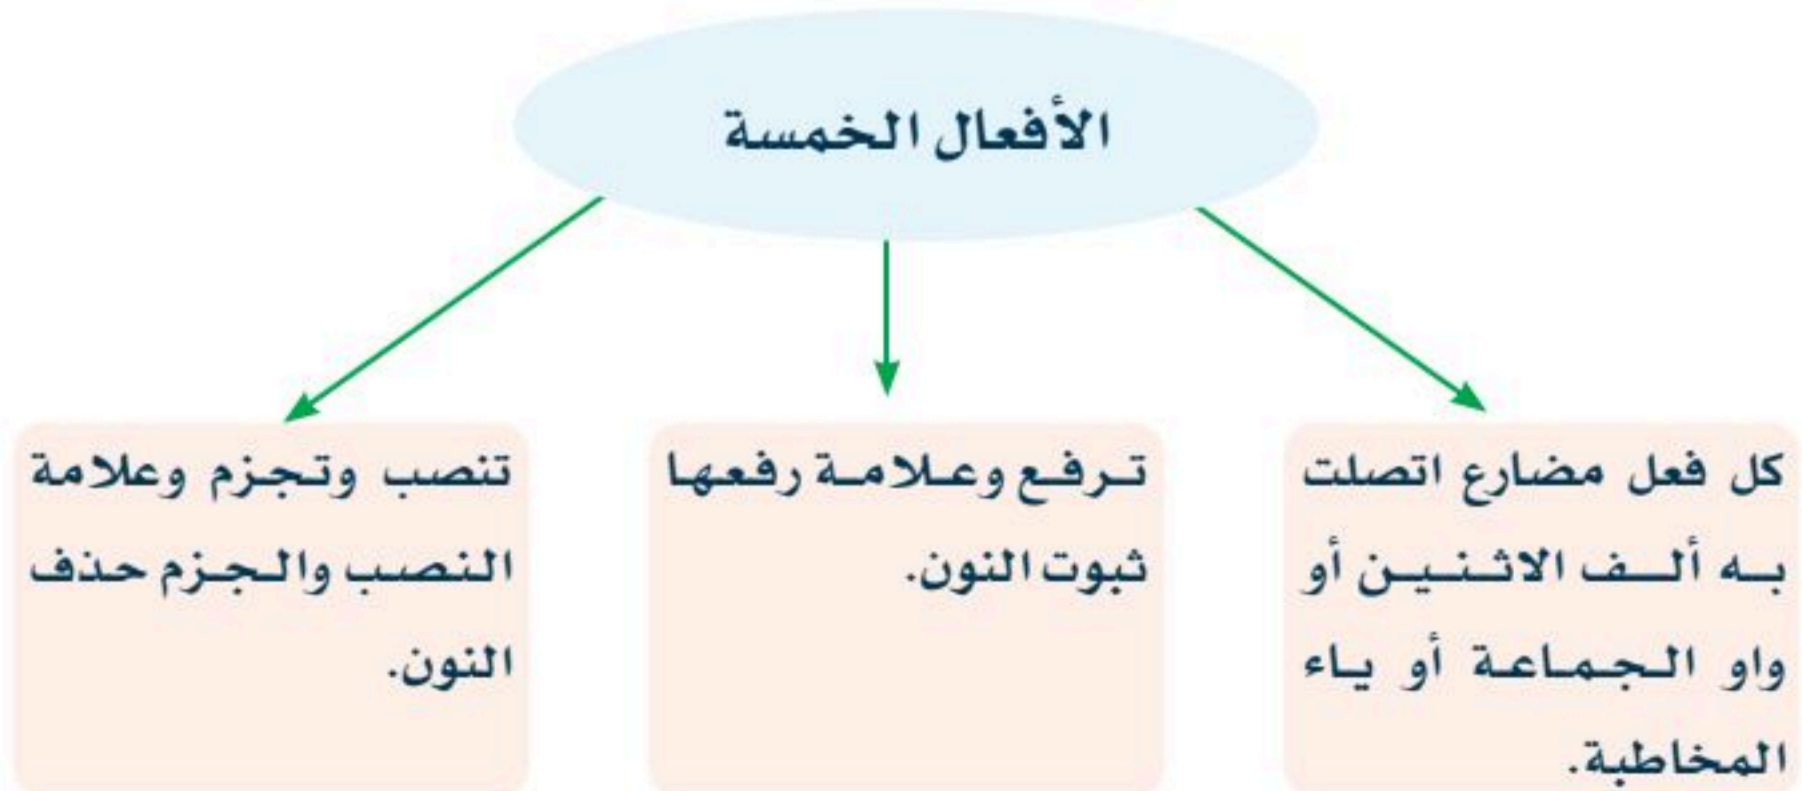 الأفعال الخمسة
كل فعل مضارع اتصلت
به ألف الاثنين أو
واو الجماعة أو ياء
المخاطبة.
ترفع وعلامة رفعها
ثبوت النون.
تنصب وتجزم وعلامة
النصب والجزم حذف
النون.